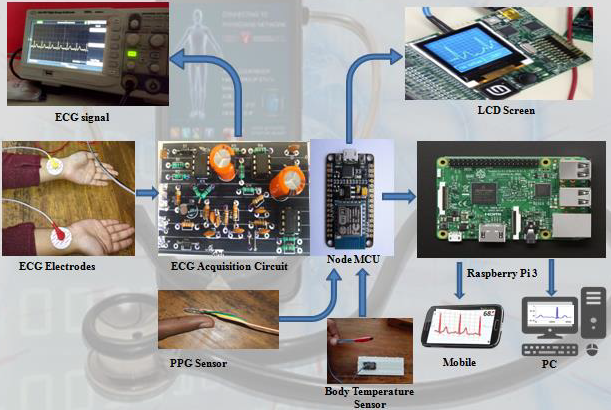 ECG signal
LCD Screen
ECG Electrodes
ECG Acquisition Circuit
Node MCU
Raspberry Pi 3
68
PPG Sensor
Body Temperature
Sensor
Mobile
PC